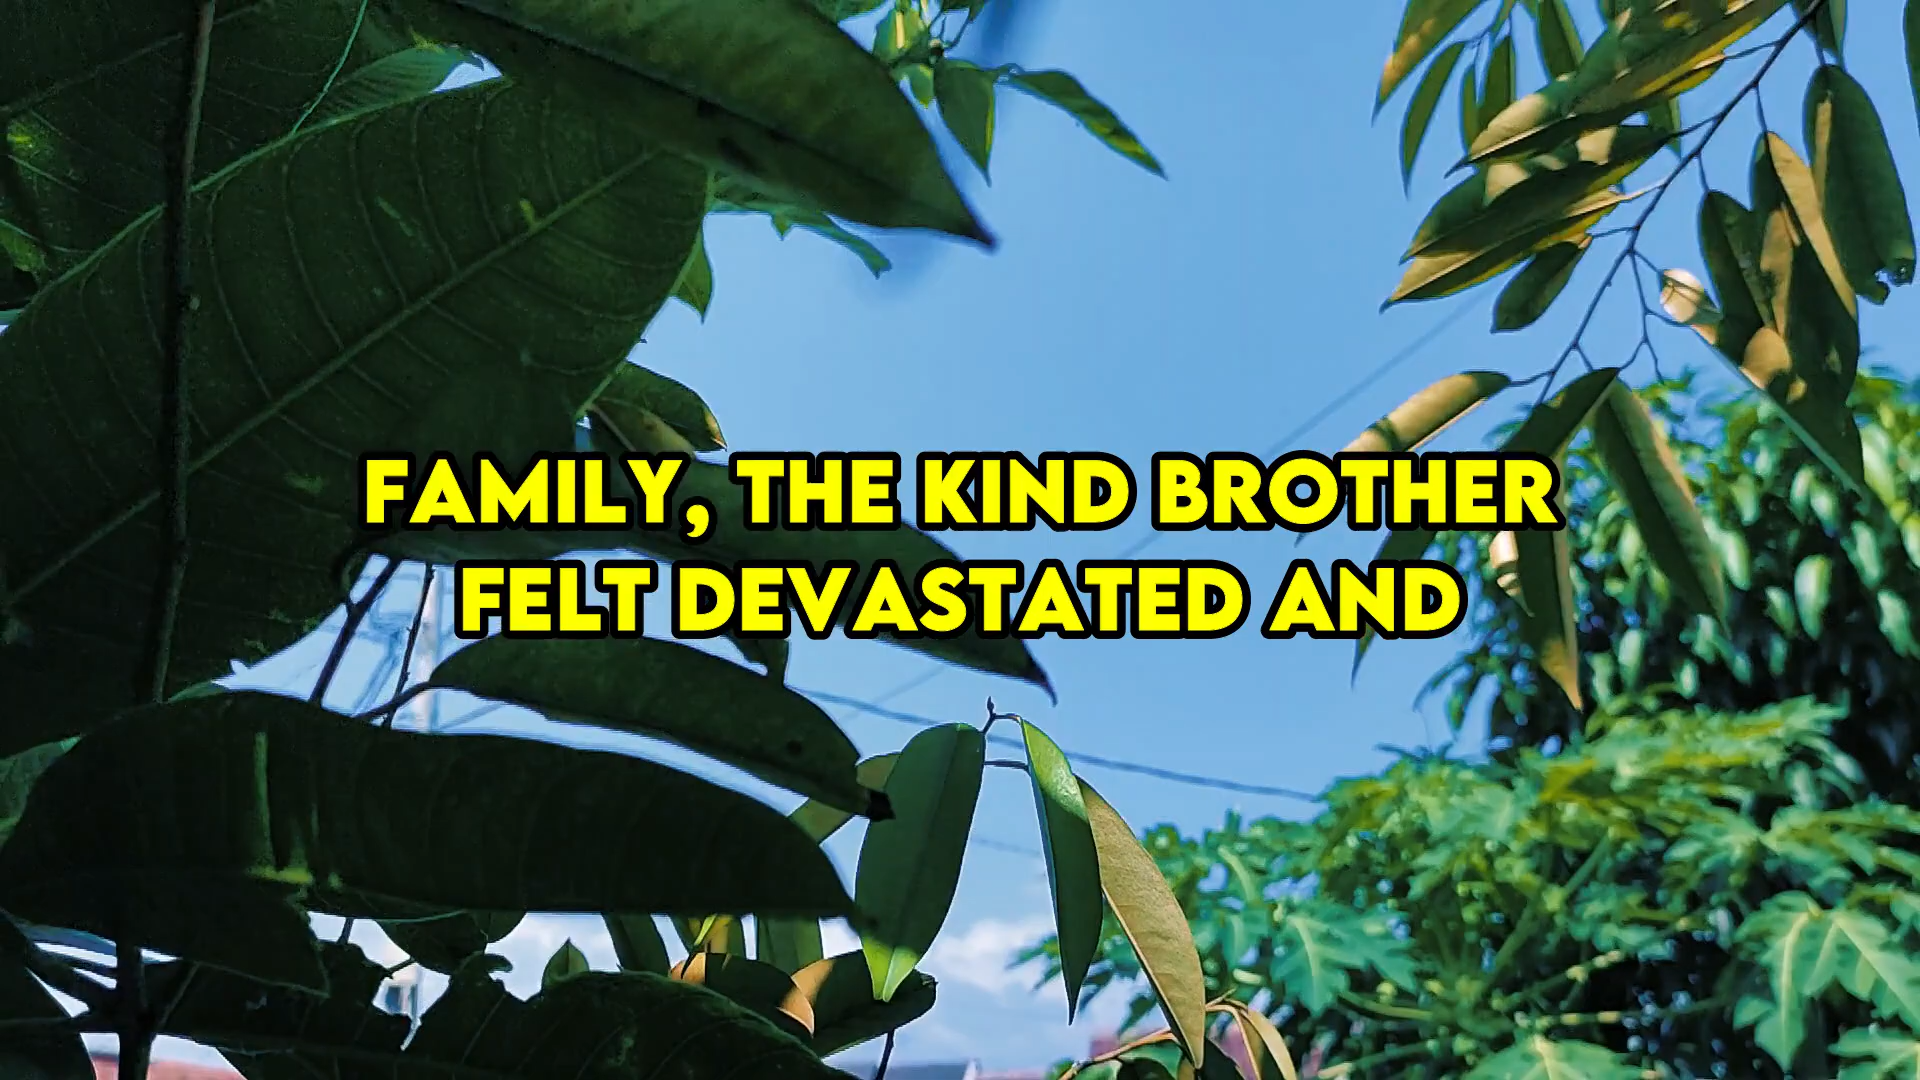 FAMILY, THE KIND BROTHER
FELT DEVASTATED AND